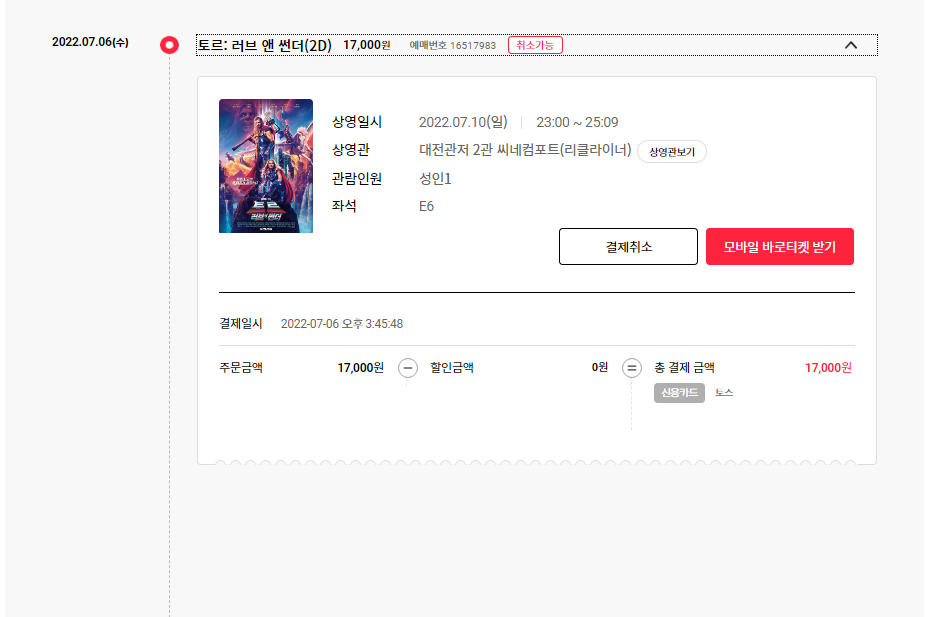 2022.07.06(수)
토르: 러브 앤 썬더(2D) 17,000원 예매번호 16517983 취소가능
상영일시 2022.07.10(일) 23:00 ~ 25:09
상영관 대전관저 2관 씨네컴포트(리클라이너) 상영관보기
관람인원 성인1
좌석 E6
토르
러브 썬더
결제취소 모바일 바로티켓 받기
결제일시 2022-07-06 오후 3:45:48
주문금액 17,000원 할인금액 0원 총 결제 금액 17,000원
신용카드 토스